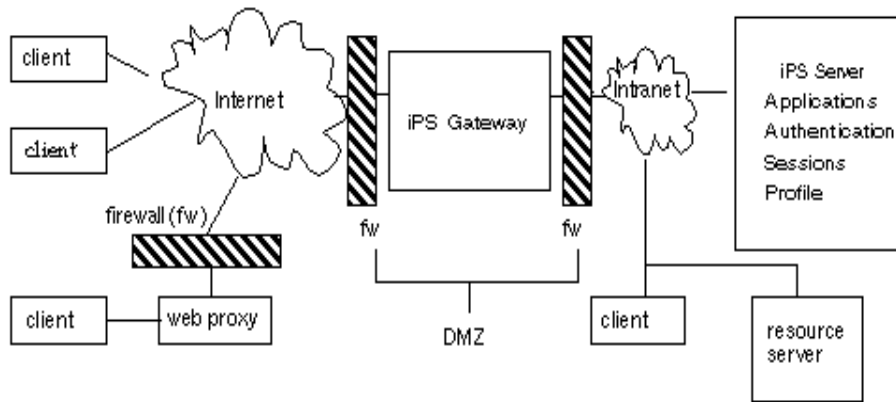 client
client
Internet
firewall (fw)
client
web proxy
fw
iPS Gateway
fw
DMZ
Intranet
client
resource
server
iPS Server
Applications
Authentication
Sessions
Profile